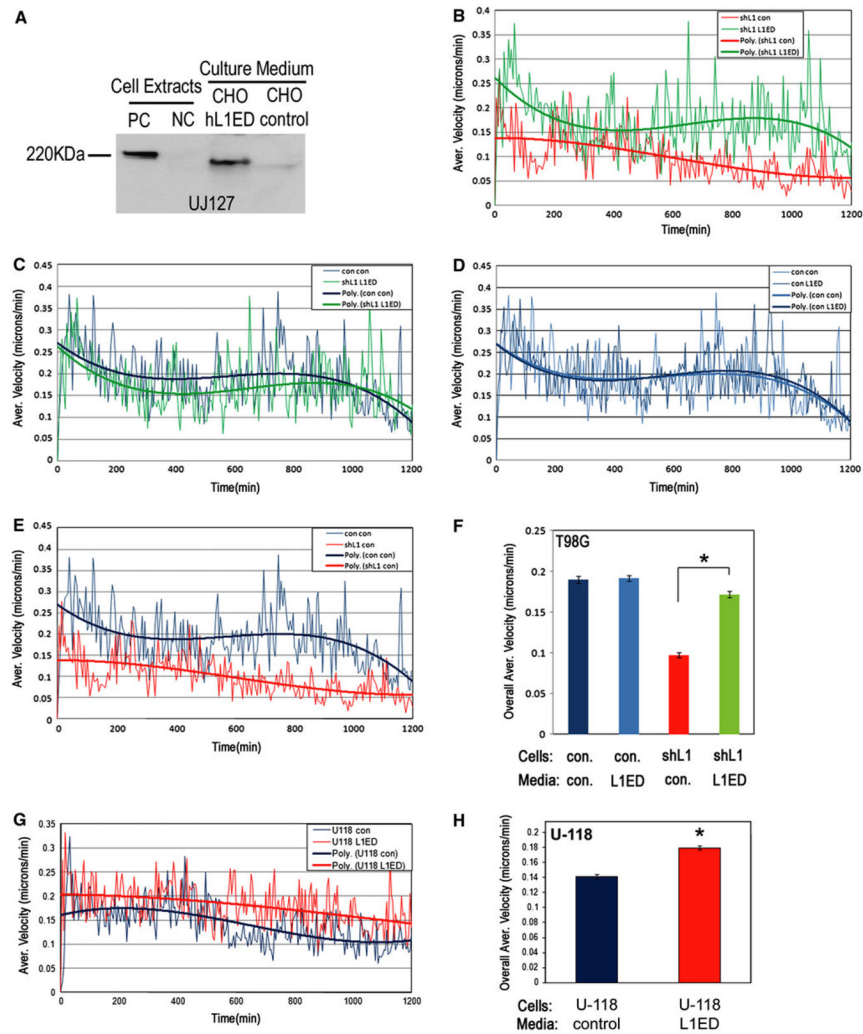 A
Cell Extracts
Culture Medium
PC
NC
CHO
hL1ED
CHO
control
220KDa
UJ127
B
Aver. Velocity (microns/min)
0.4
0.35
0.3
0.25
0.2
0.15
0.1
0.05
0
shL1 con
shL1 L1ED
Poly. (shL1 con)
Poly. (shL1 L1ED)
0 200 400 600 800 1000 1200
Time(min)
C
Aver. Velocity (microns/min)
0.45
0.4
0.35
0.3
0.25
0.2
0.15
0.1
0.05
0
con con
shL1 L1ED
Poly. (con con)
Poly. (shL1 L1ED)
0 200 400 600 800 1000 1200
Time(min)
D
Aver. Velocity (microns/min)
0.45
0.4
0.35
0.3
0.25
0.2
0.15
0.1
0.05
0
con con
con L1ED
Poly. (con con)
Poly. (con L1ED)
0 200 400 600 800 1000 1200
Time(min)
E
Aver. Velocity (microns/min)
0.45
0.4
0.35
0.3
0.25
0.2
0.15
0.1
0.05
0
con con
shL1 con
Poly. (con con)
Poly. (shL1 con)
0 200 400 600 800 1000 1200
Time(min)
F
T98G
*
Overall Aver. Velocity (microns/min)
0.25
0.2
0.15
0.1
0.05
0
Cells: con. con. shL1 shL1
Media: con. L1ED con. L1ED
G
Aver. Velocity (microns/min)
0.35
0.3
0.25
0.2
0.15
0.1
0.05
0
U118 con
U118 L1ED
Poly. (U118 con)
Poly. (U118 L1ED)
0 200 400 600 800 1000 1200
Time(min)
H
U-118
*
Overall Aver. Velocity (microns/min)
0.2
0.18
0.16
0.14
0.12
0.1
0.08
0.06
0.04
0.02
0
Cells: U-118 U-118
Media: control L1ED